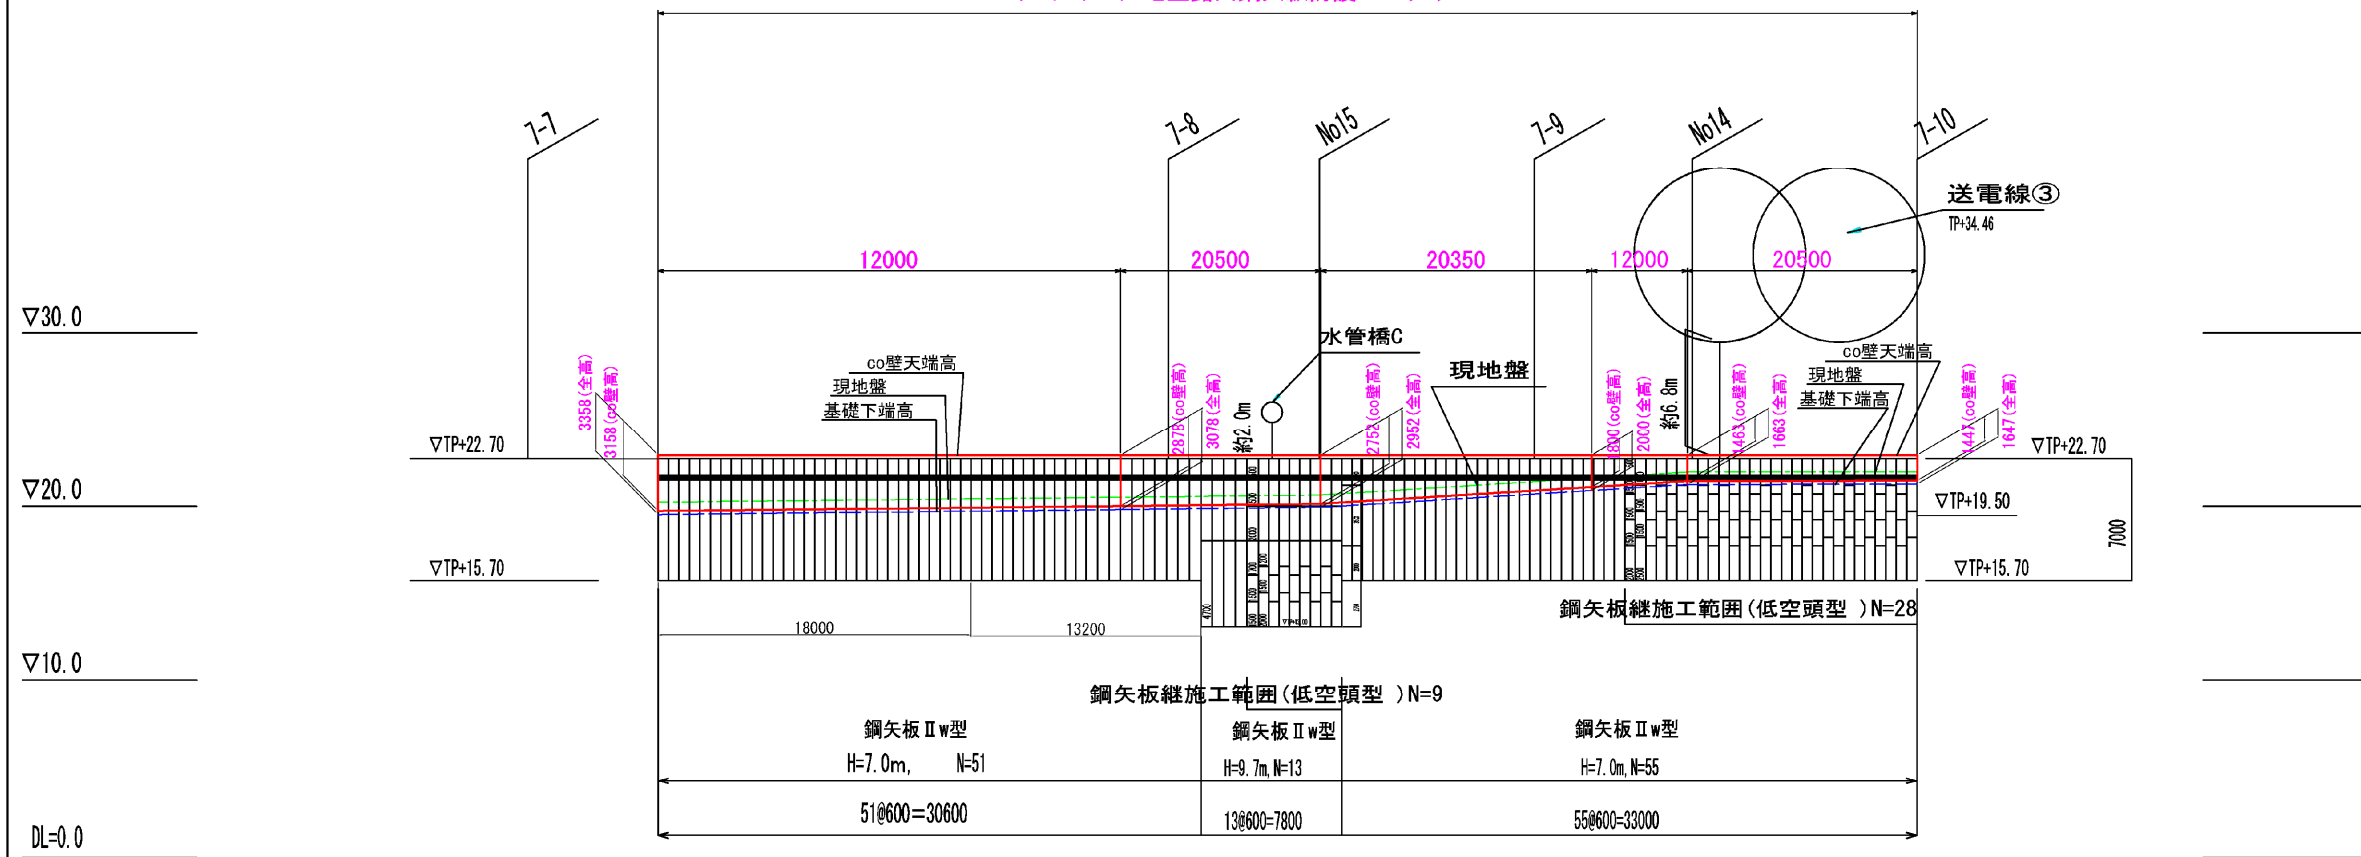 7-7
7-8
No15
7-9
No14
7-10
送電線③
TP+34.46
12000
20500
20350
12000
20500
▽30.0
水管橋C
co壁天端高
現地盤
基礎下端高
現地盤
co壁天端高
現地盤
基礎下端高
3358(全高)
3158(co壁高)
2878(co壁高)
3078(全高)
約2.0m
2752(co壁高)
2952(全高)
1800(co壁高)
2000(全高)
約6.8m
1463(co壁高)
1663(全高)
1447(co壁高)
1647(全高)
▽TP+22.70
▽TP+22.70
▽20.0
▽TP+19.50
7000
▽TP+15.70
▽TP+15.70
鋼矢板継施工範囲(低空頭型 )N=28
18000
13200
4700
▽10.0
鋼矢板継施工範囲(低空頭型 )N=9
鋼矢板Ⅱw型
H=7.0m, N=51
鋼矢板Ⅱw型
H=9.7m,N=13
鋼矢板Ⅱw型
H=7.0m,N=55
51@600=30600
13@600=7800
55@600=33000
DL=0.0